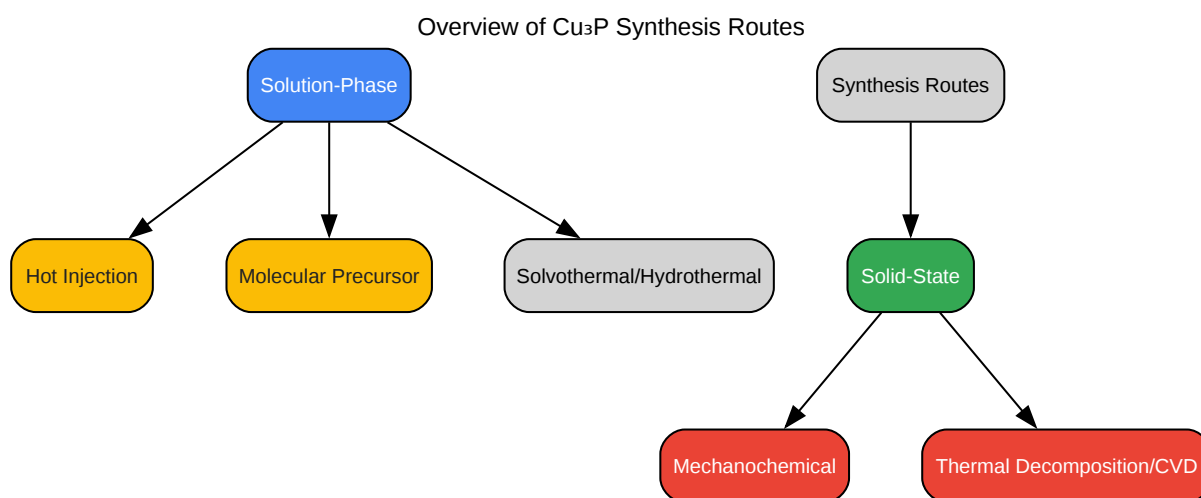 Overview of Cu₃P Synthesis Routes
Solution-Phase
Synthesis Routes
Hot Injection
Molecular Precursor
Solvothermal/Hydrothermal
Solid-State
Mechanochemical
Thermal Decomposition/CVD